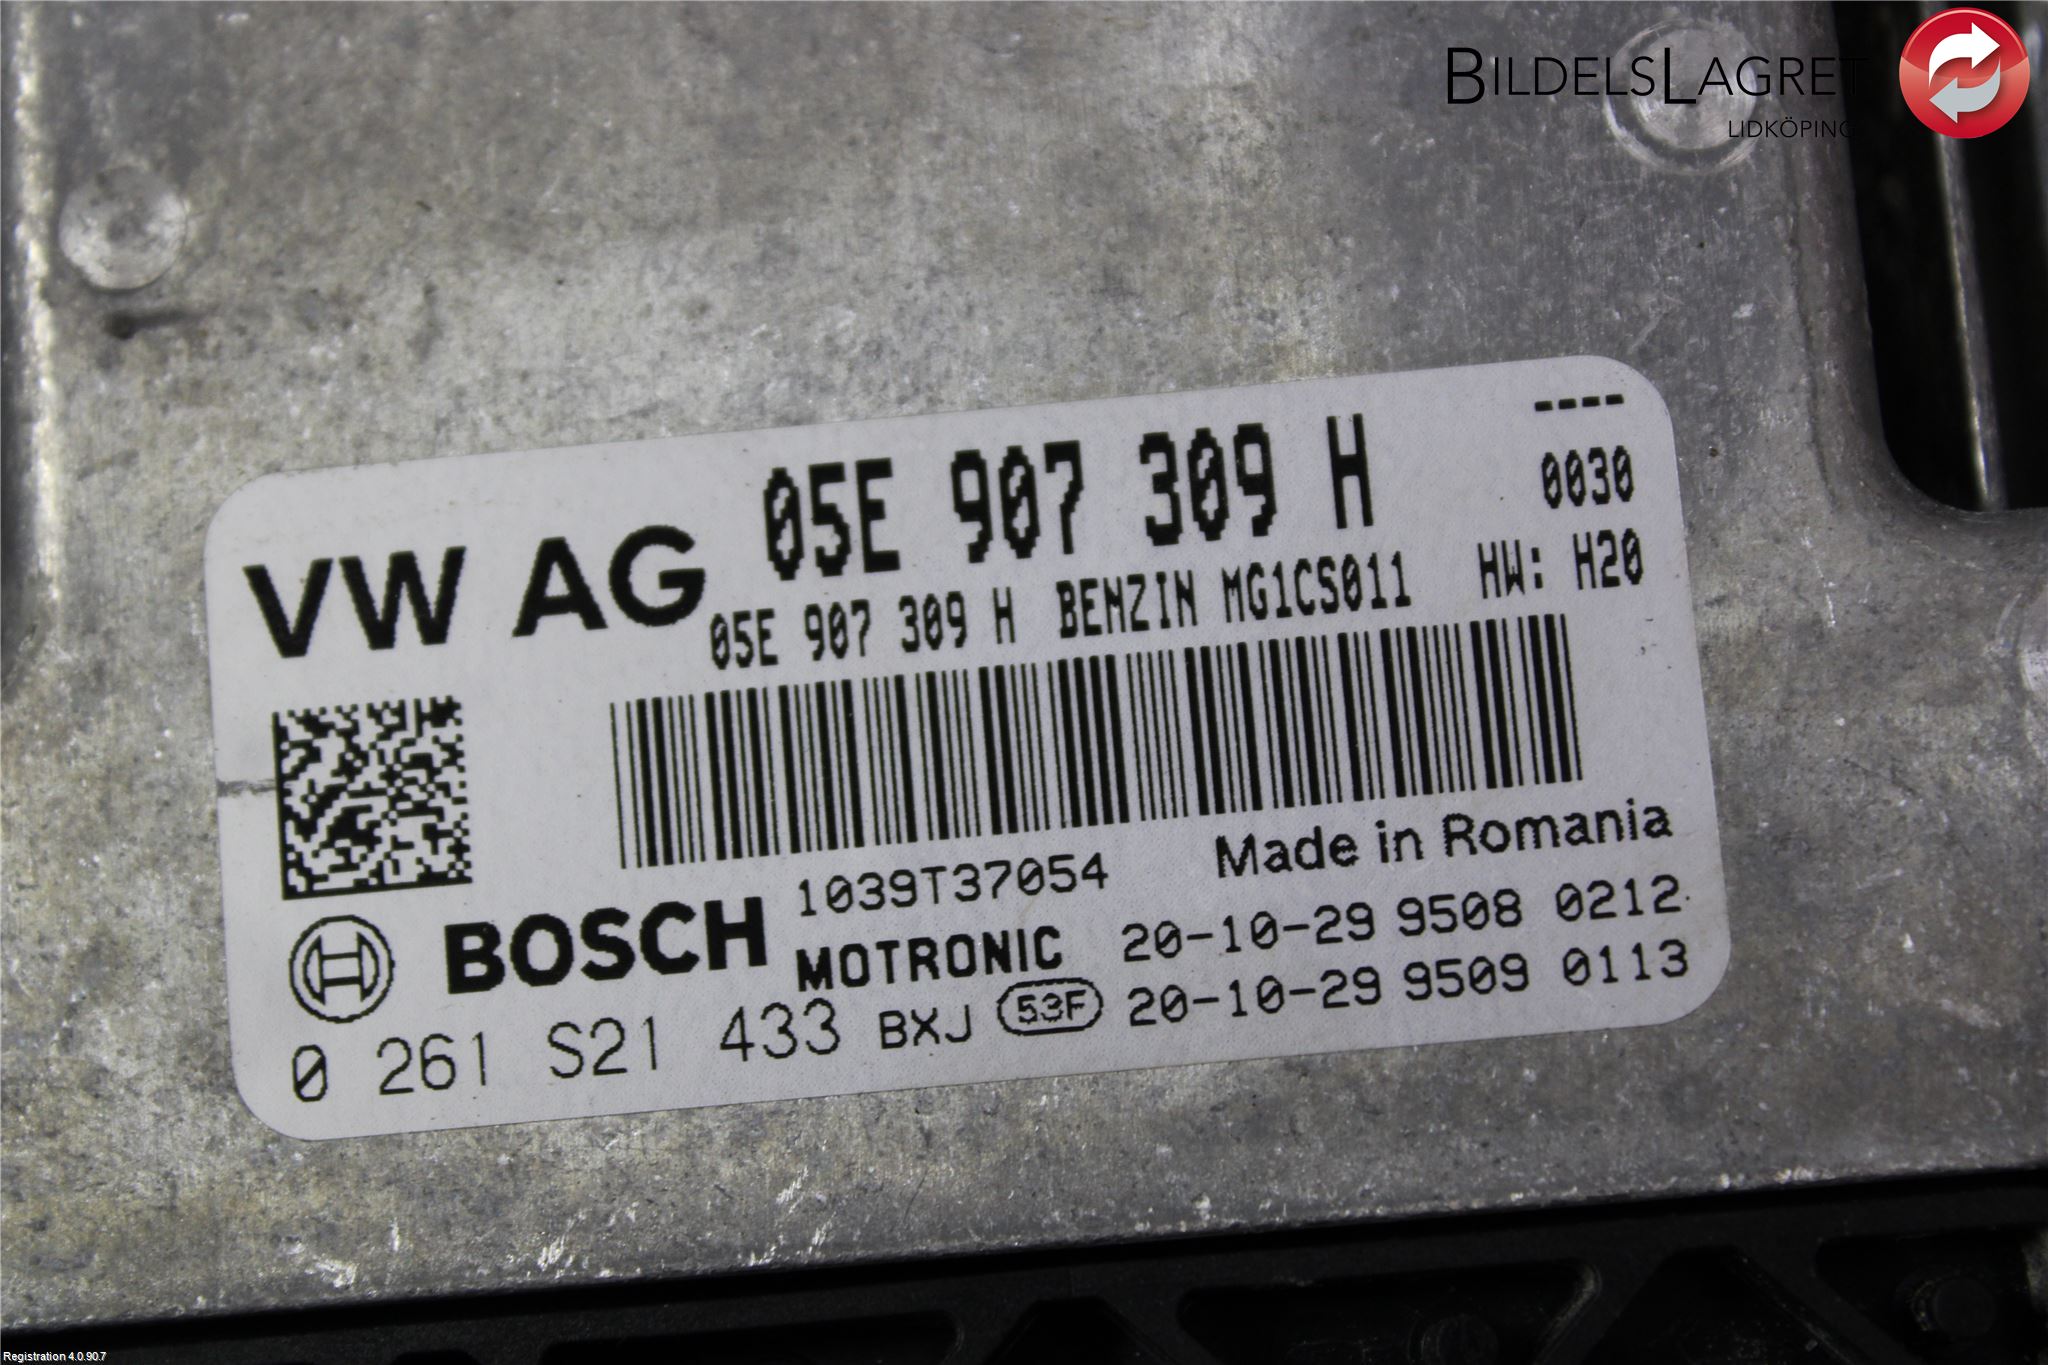 BILDELSLAGRET
LIDKÖPING
----
VW AG 05E 907 309 H 0030
05E 907 309 H BENZIN MG1CS011 HW: H20
Made in Romania
BOSCH 1039T37054
MOTRONIC 20-10-29 9508 0212
0 261 S21 433 BXJ 53F 20-10-29 9509 0113
Registration 4.0.90.7